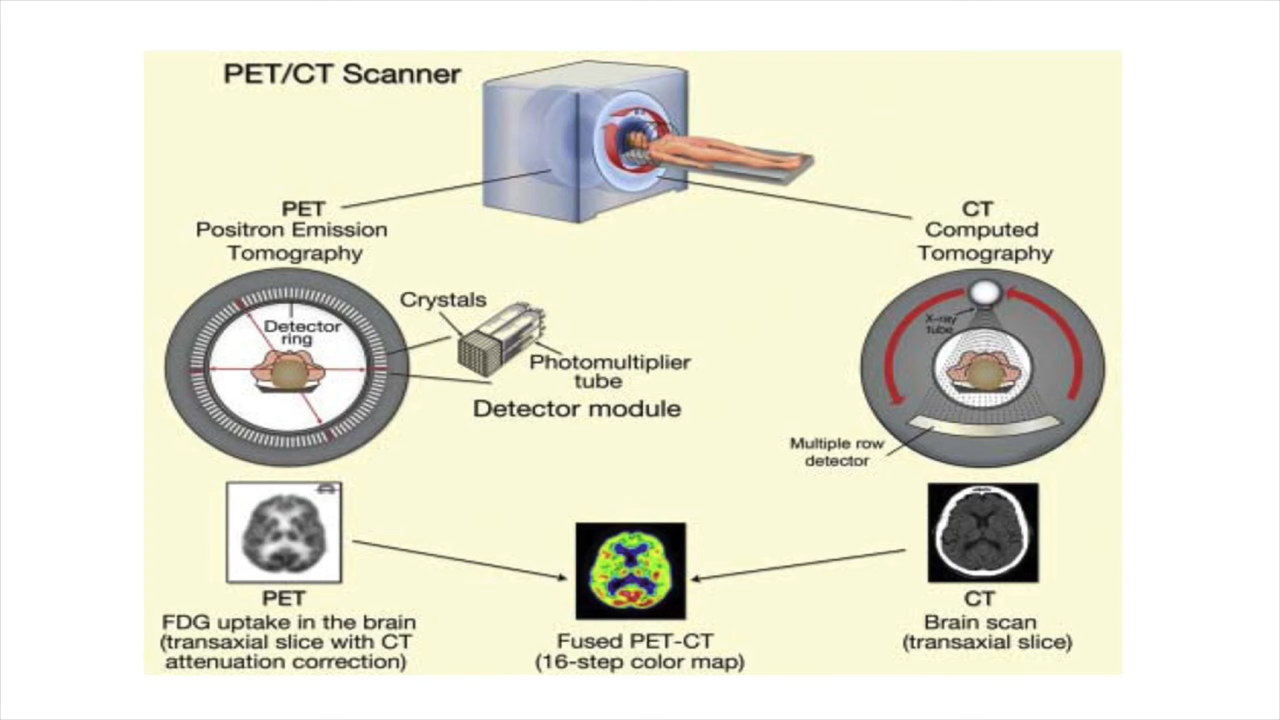 PET/CT Scanner
PET
Positron Emission
Tomography
CT
Computed
Tomography
Detector
ring
Crystals
Photomultiplier
tube
Detector module
X-ray
tube
Multiple row
detector
PET
FDG uptake in the brain
(transaxial slice with CT
attenuation correction)
Fused PET-CT
(16-step color map)
CT
Brain scan
(transaxial slice)